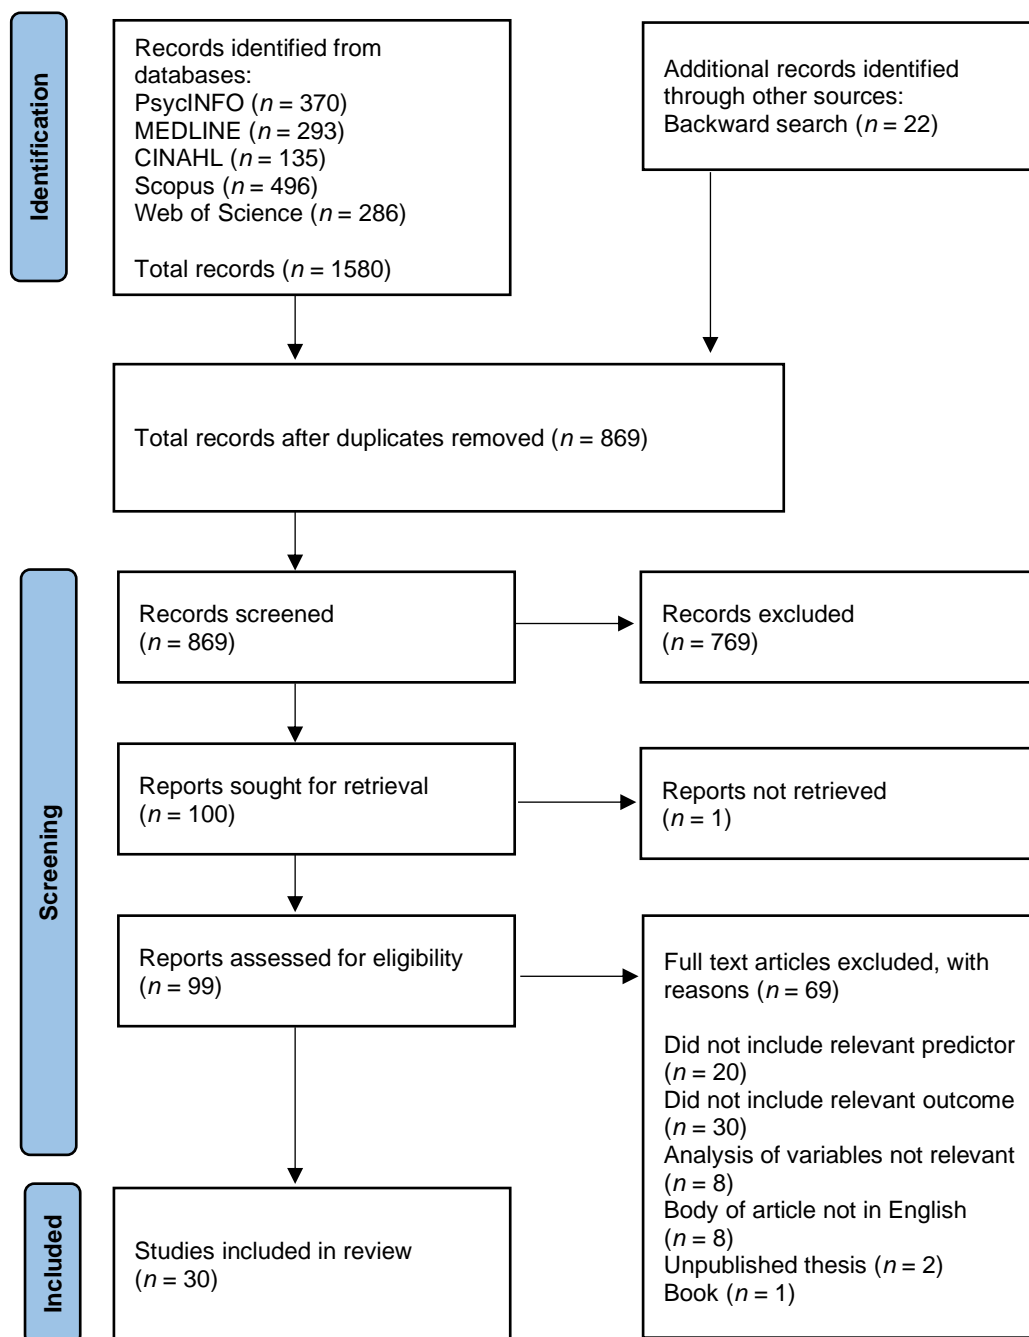 Identification
Records identified from
databases:
PsycINFO (n = 370)
MEDLINE (n = 293)
CINAHL (n = 135)
Scopus (n = 496)
Web of Science (n = 286)
Total records (n = 1580)
Additional records identified
through other sources:
Backward search (n = 22)
Total records after duplicates removed (n = 869)
Screening
Records screened
(n = 869)
Records excluded
(n = 769)
Reports sought for retrieval
(n = 100)
Reports not retrieved
(n = 1)
Reports assessed for eligibility
(n = 99)
Full text articles excluded, with
reasons (n = 69)
Did not include relevant predictor
(n = 20)
Did not include relevant outcome
(n = 30)
Analysis of variables not relevant
(n = 8)
Body of article not in English
(n = 8)
Unpublished thesis (n = 2)
Book (n = 1)
Included
Studies included in review
(n = 30)